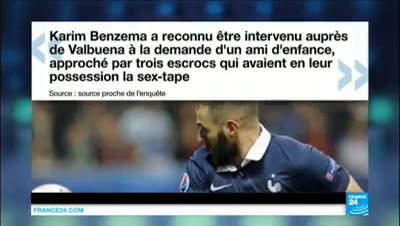 Karim Benzema a reconnu être intervenu auprès
de Valbuena à la demande d'un ami d'enfance,
approché par trois escrocs qui avaient en leur
possession la sex-tape
Source : source proche de l'enquête
FRANCE24.COM
FRANCE
24